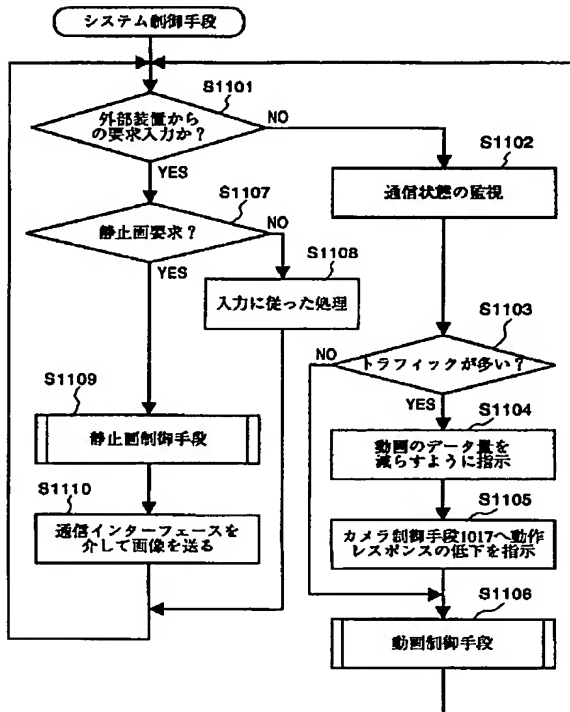 システム制御手段
S1101
外部装置から
の要求入力か?
NO
YES
S1102
通信状態の監視
S1107
静止画要求?
NO
YES
S1108
入力に従った処理
S1103
トラフィックが多い?
NO
YES
S1109
静止画制御手段
S1104
動画のデータ量を
減らすように指示
S1110
通信インターフェースを
介して画像を送る
S1105
カメラ制御手段1017へ動作
レスポンスの低下を指示
S1106
動画制御手段